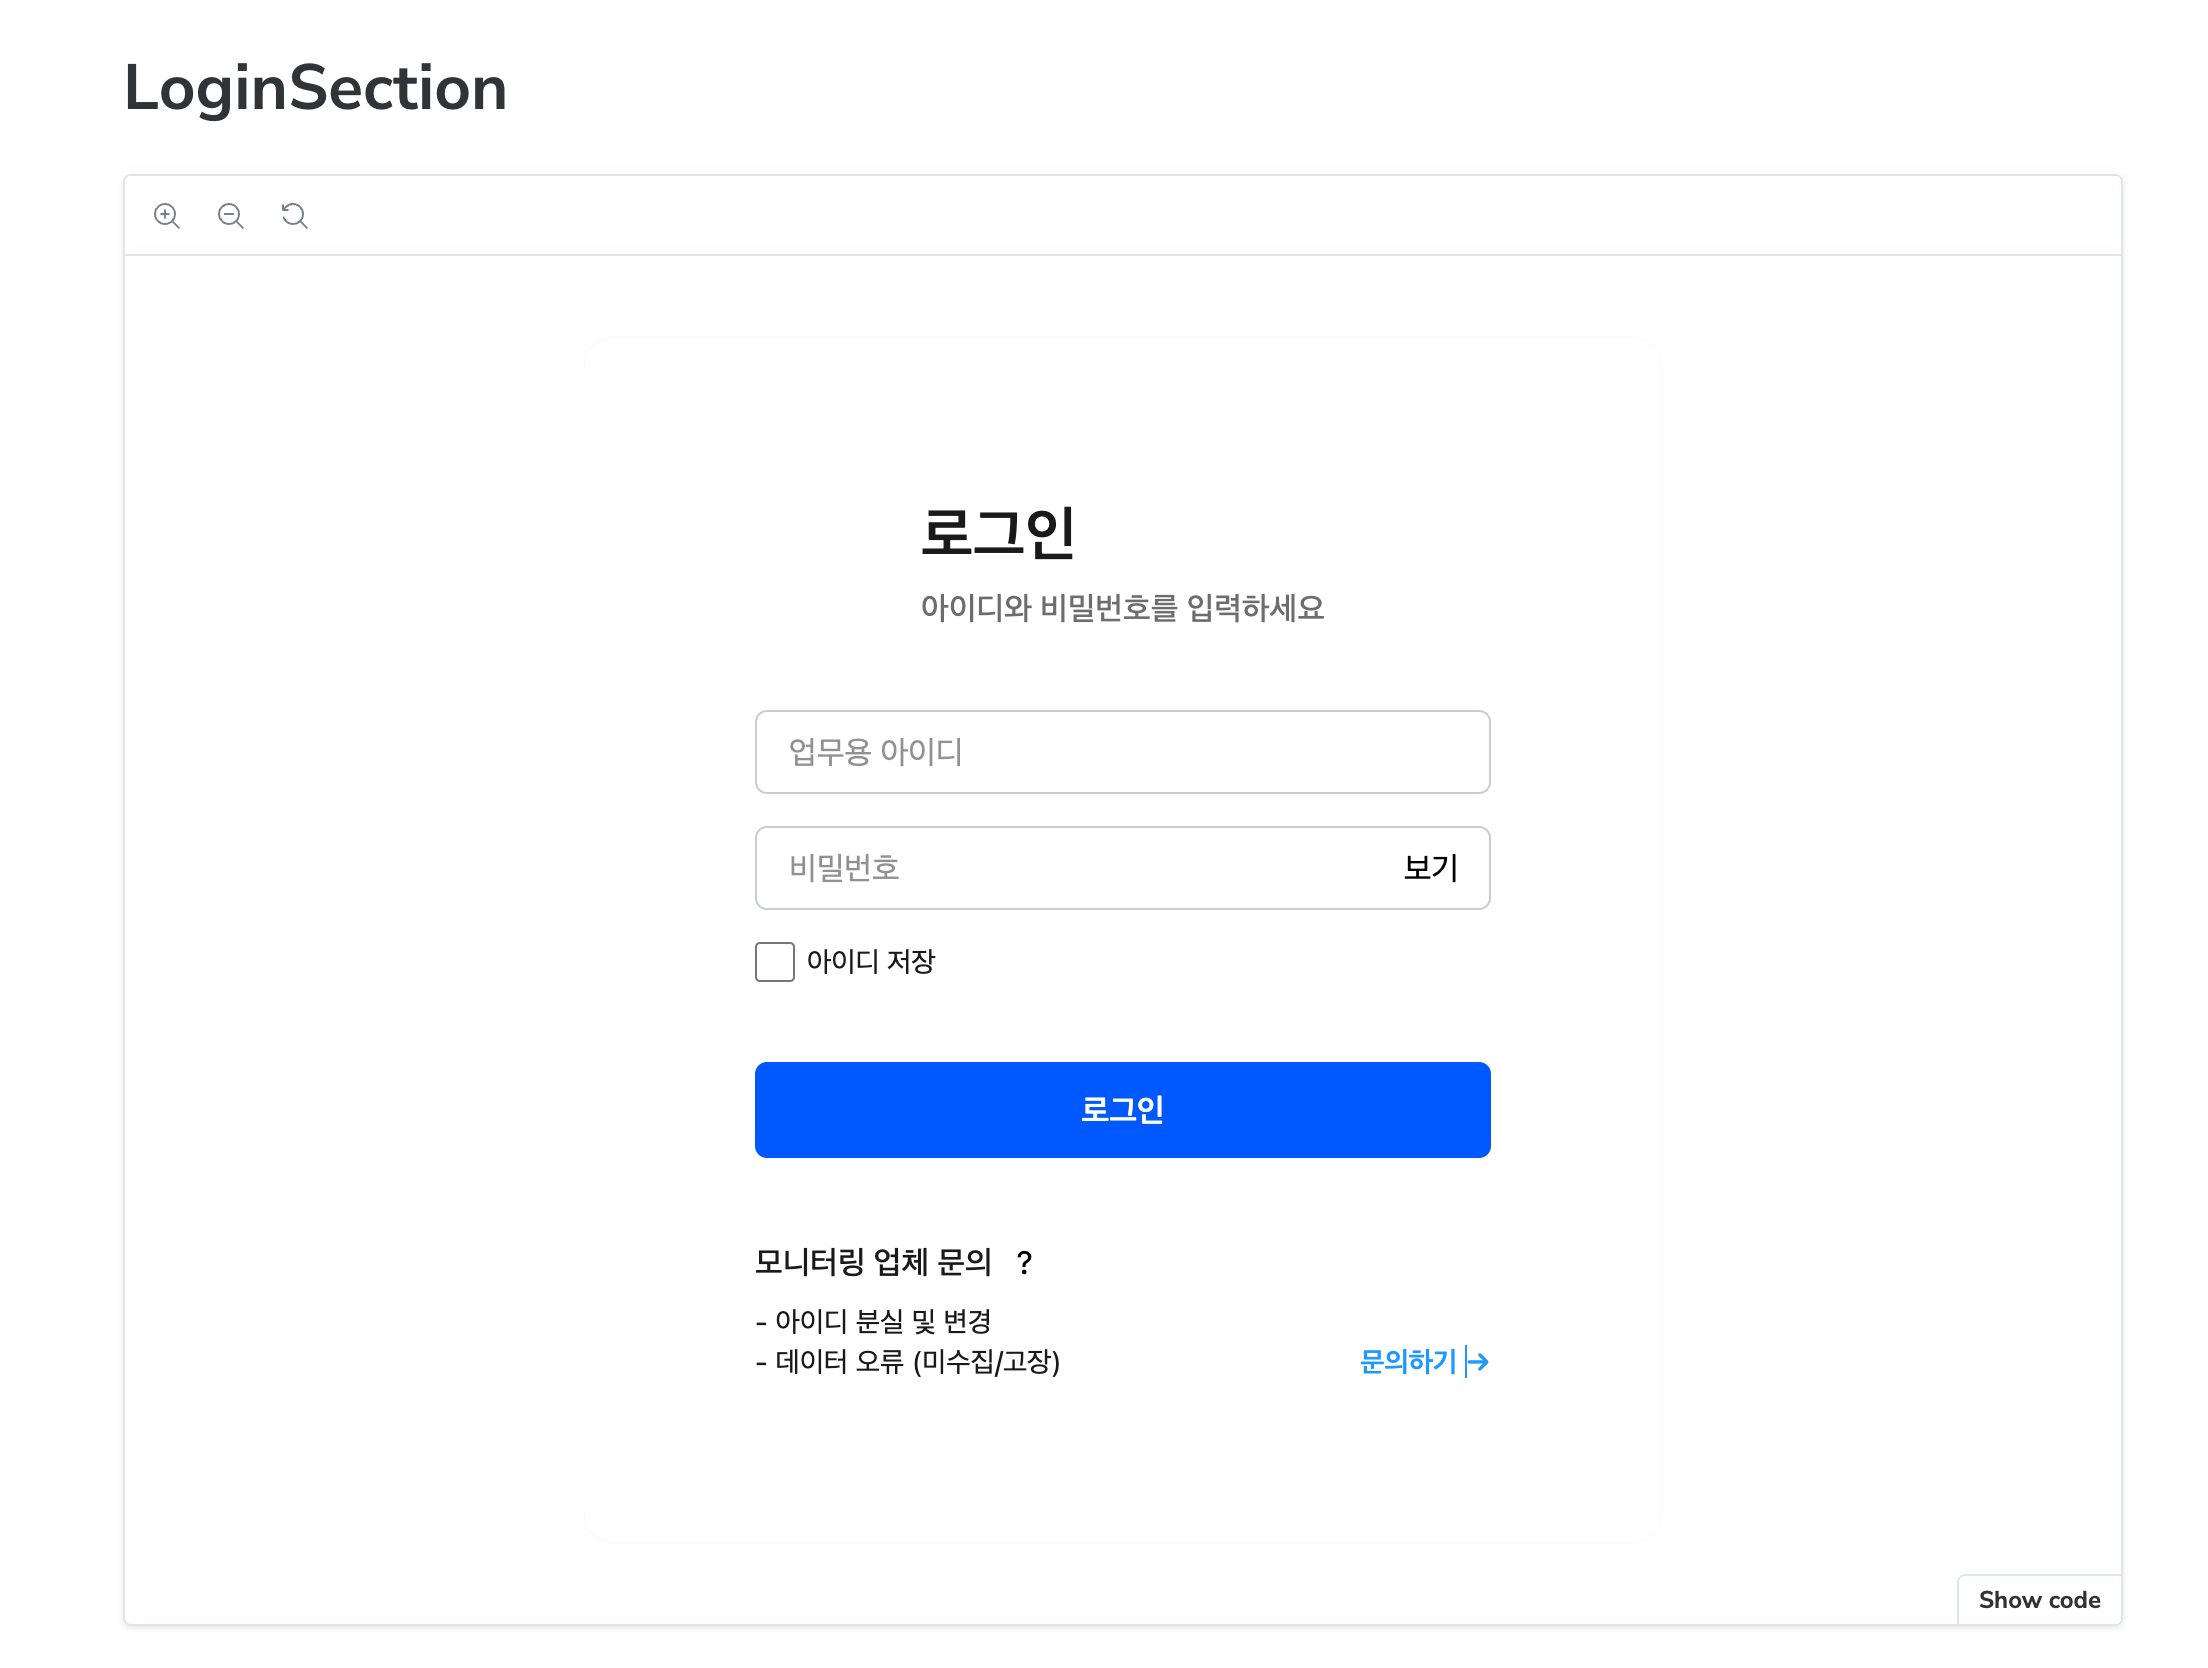 LoginSection
로그인
아이디와 비밀번호를 입력하세요
업무용 아이디
비밀번호 보기
아이디 저장
로그인
모니터링 업체 문의 ?
- 아이디 분실 및 변경
- 데이터 오류 (미수집/고장) 문의하기
Show code